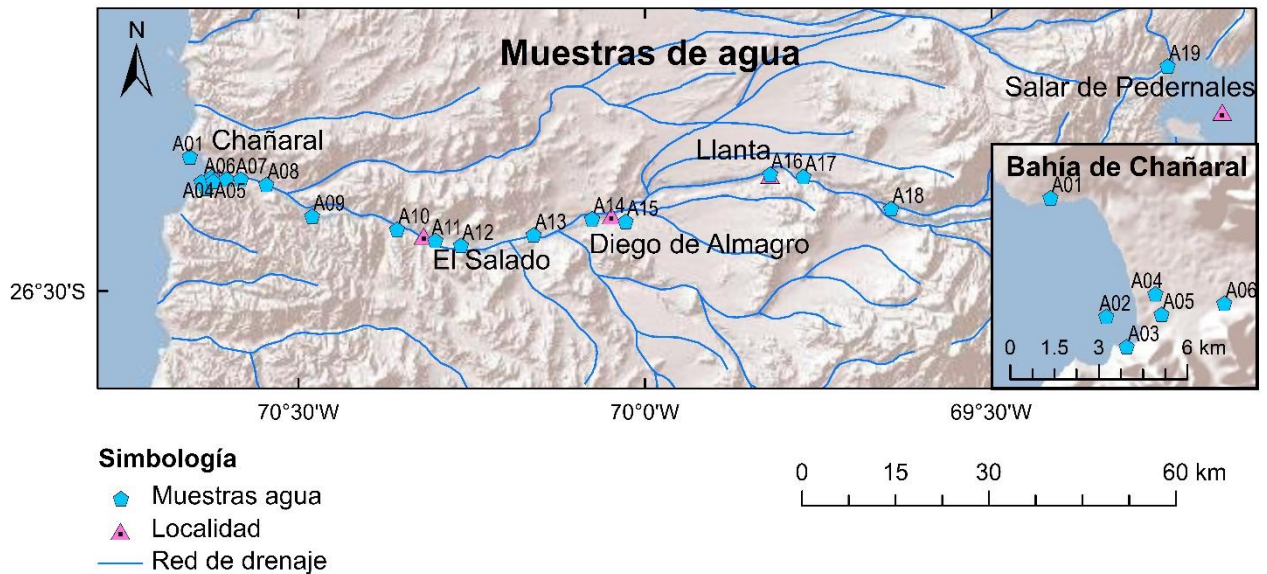 N
Muestras de agua
A19
Salar de Pedernales
A01
Chañaral
A06
A07
A08
A04
A05
A09
A10
A11
A12
El Salado
A13
A14
A15
Diego de Almagro
Llanta
A16
A17
A18
Bahía de Chañaral
A01
A04
A05
A06
A02
A03
0 1.5 3 6 km
26°30'S
70°30'W 70°0'W 69°30'W
Simbología
Muestras agua
Localidad
Red de drenaje
0 15 30 60 km